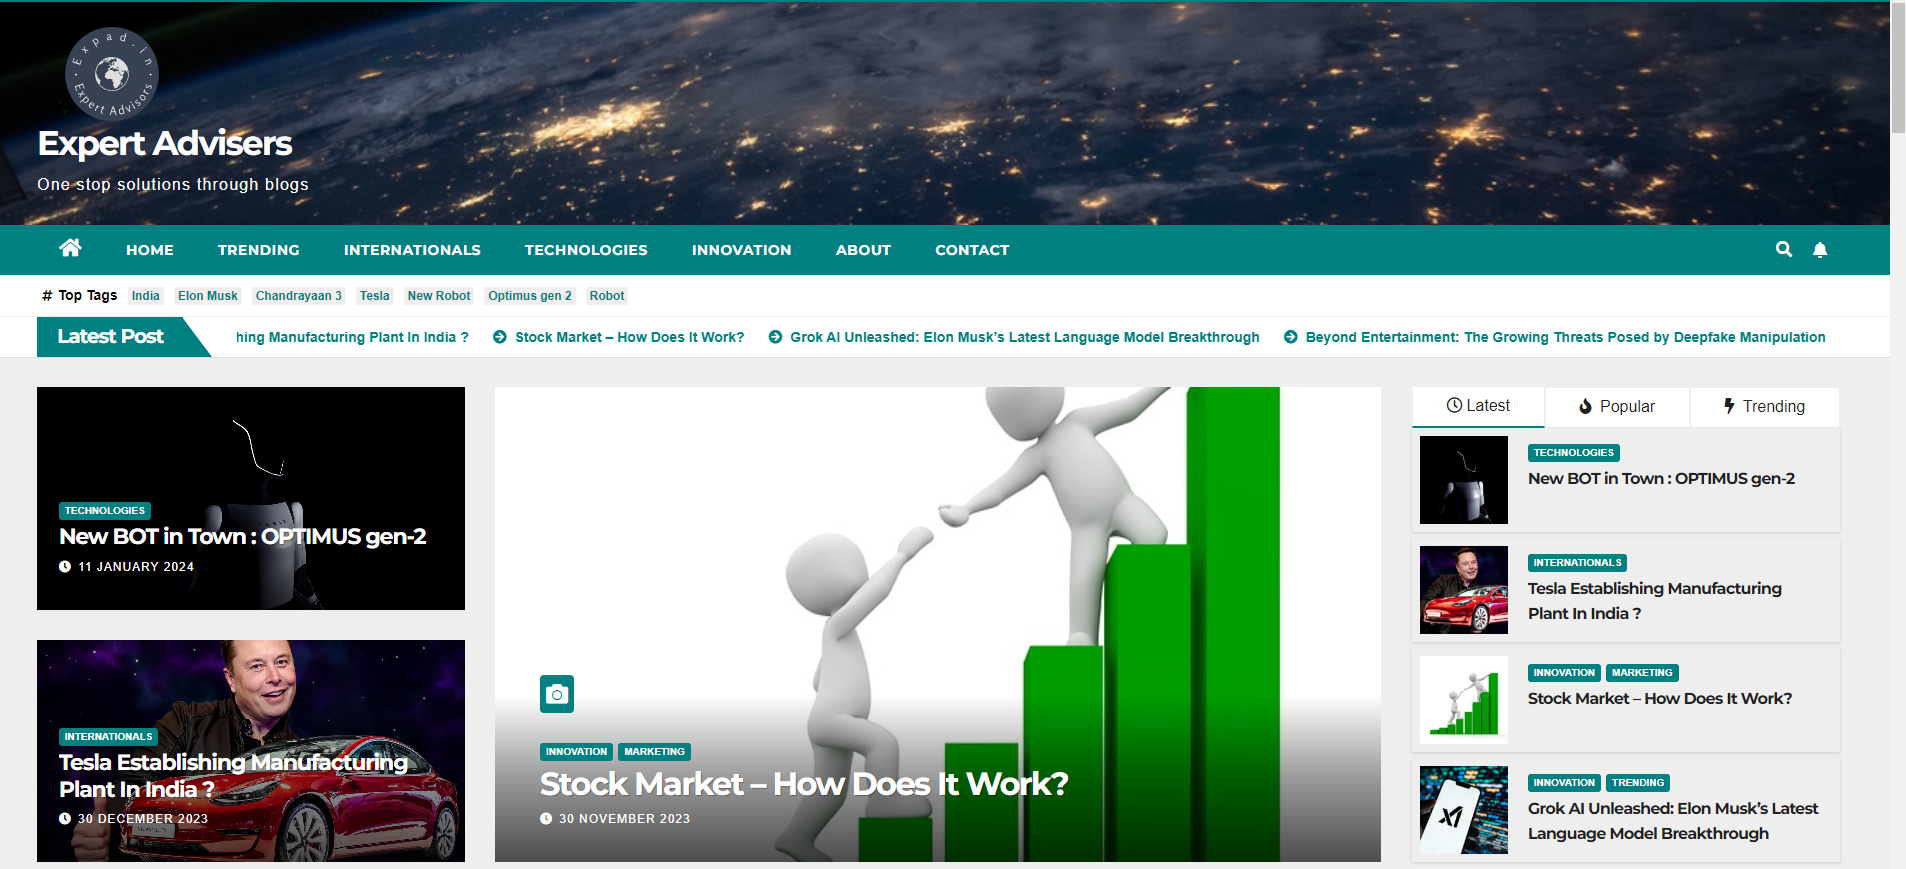 Expad.in
Expert Advisors
Expert Advisers
One stop solutions through blogs
HOME TRENDING INTERNATIONALS TECHNOLOGIES INNOVATION ABOUT CONTACT
# Top Tags India Elon Musk Chandrayaan 3 Tesla New Robot Optimus gen 2 Robot
Latest Post hing Manufacturing Plant In India ? Stock Market – How Does It Work? Grok AI Unleashed: Elon Musk’s Latest Language Model Breakthrough Beyond Entertainment: The Growing Threats Posed by Deepfake Manipulation
TECHNOLOGIES
New BOT in Town : OPTIMUS gen-2
11 JANUARY 2024
INTERNATIONALS
Tesla Establishing Manufacturing
Plant In India ?
30 DECEMBER 2023
INNOVATION MARKETING
Stock Market – How Does It Work?
30 NOVEMBER 2023
Latest Popular Trending
TECHNOLOGIES
New BOT in Town : OPTIMUS gen-2
INTERNATIONALS
Tesla Establishing Manufacturing
Plant In India ?
INNOVATION MARKETING
Stock Market – How Does It Work?
INNOVATION TRENDING
Grok AI Unleashed: Elon Musk’s Latest
Language Model Breakthrough